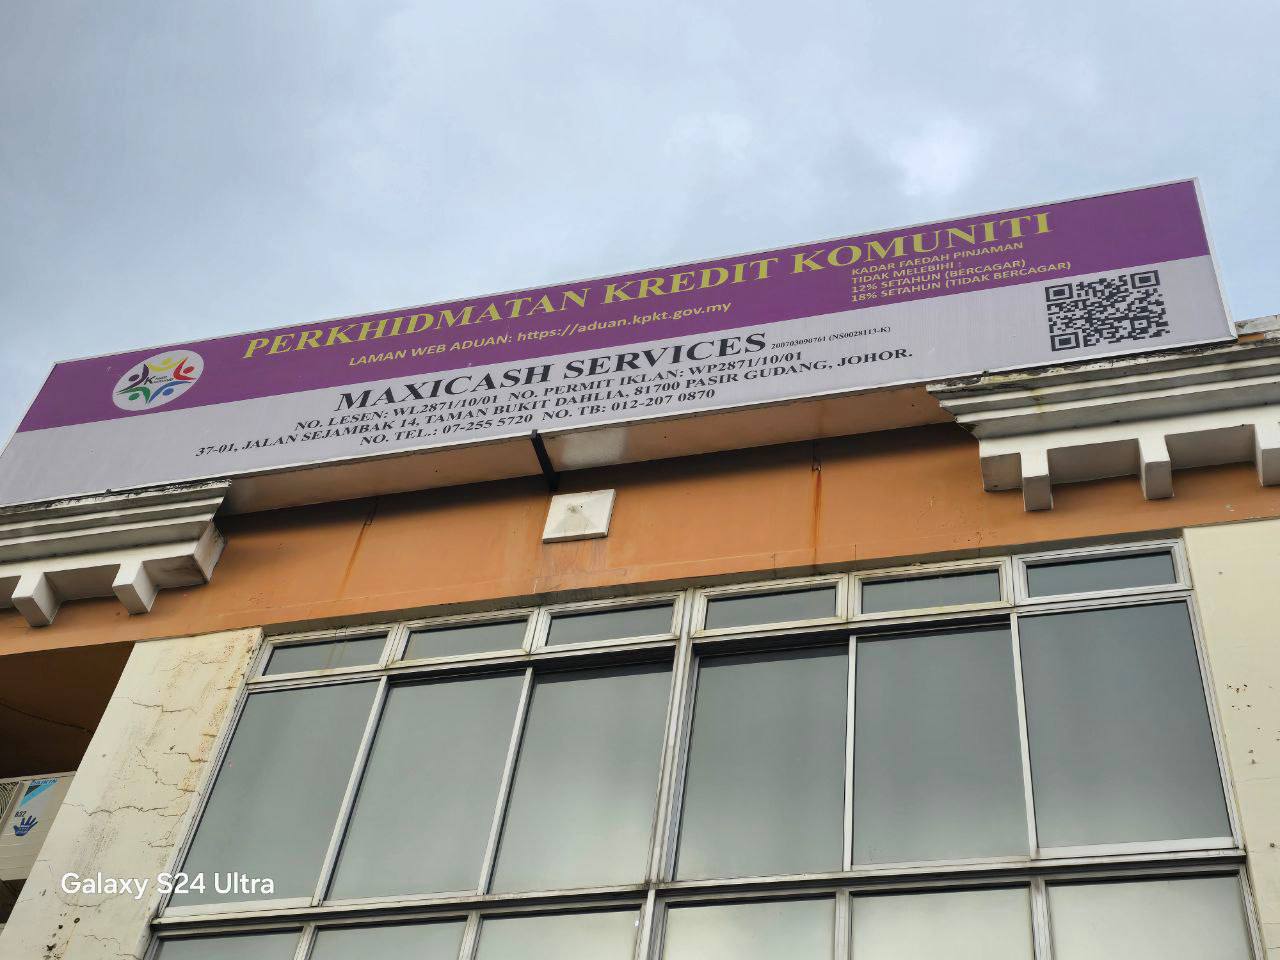 PERKHIDMATAN KREDIT KOMUNITI
LAMAN WEB ADUAN: https://aduan.kpkt.gov.my
KADAR FAEDAH PINJAMAN
TIDAK MELEBIHI :
12% SETAHUN (BERCAGAR)
18% SETAHUN (TIDAK BERCAGAR)
MAXICASH SERVICES 200703090761 (NS0028113-K)
NO. LESEN: WL2871/10/01 NO. PERMIT IKLAN: WP2871/10/01
37-01, JALAN SEJAMBAK 14, TAMAN BUKIT DAHLIA, 81700 PASIR GUDANG, JOHOR.
NO. TEL.: 07-255 5720 NO. TB: 012-207 0870
DAIKIN
R32
Galaxy S24 Ultra